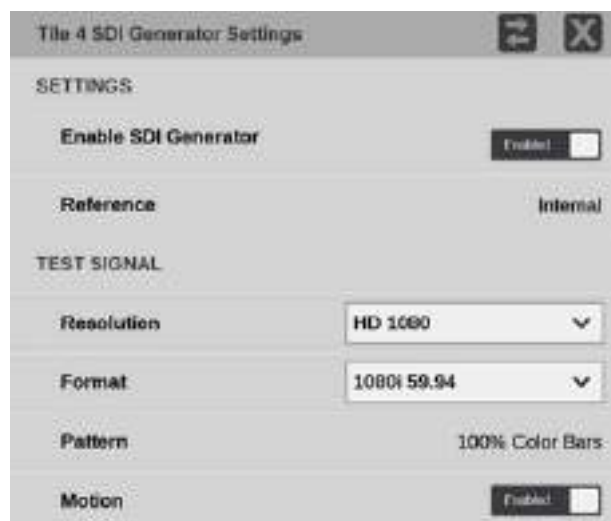 Tile 4 SDI Generator Settings
SETTINGS
Enable SDI Generator Enabled
Reference Internal
TEST SIGNAL
Resolution HD 1080
Format 1080i 59.94
Pattern 100% Color Bars
Motion Enabled